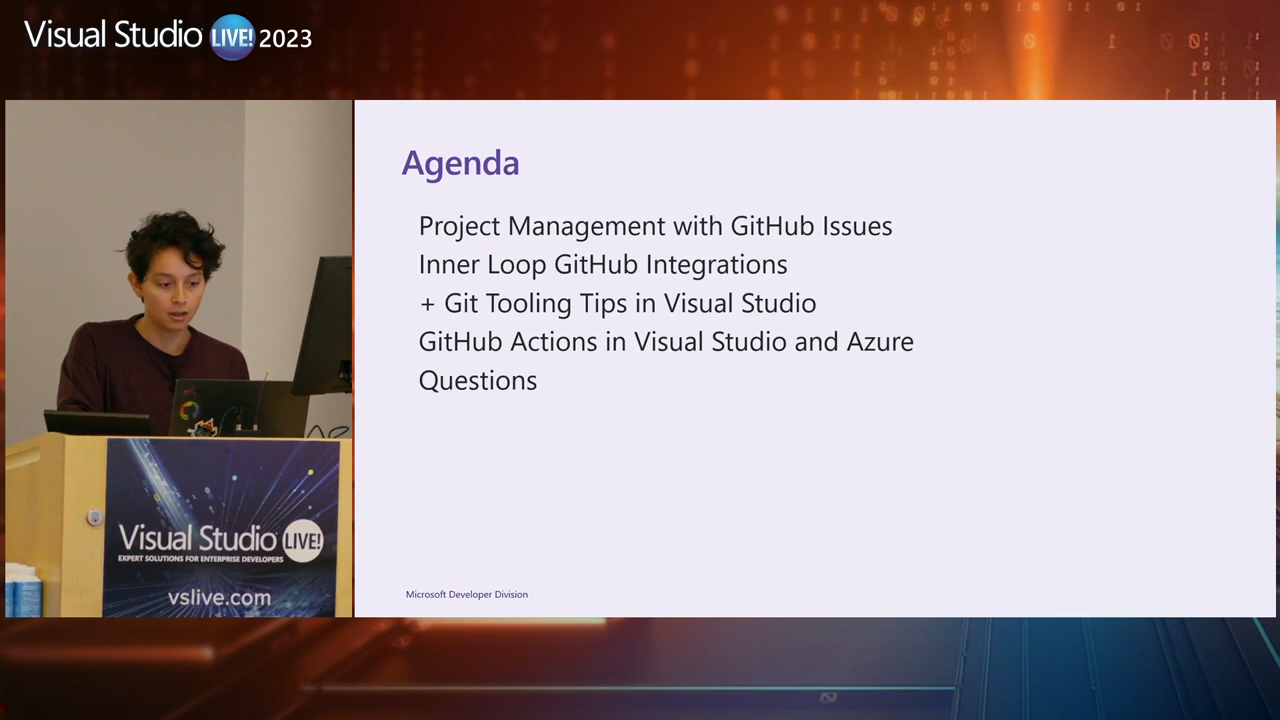 Visual Studio LIVE! 2023
Agenda
Project Management with GitHub Issues
Inner Loop GitHub Integrations
+ Git Tooling Tips in Visual Studio
GitHub Actions in Visual Studio and Azure
Questions
Microsoft Developer Division
Visual Studio LIVE!
EXPERT SOLUTIONS FOR ENTERPRISE DEVELOPERS
vslive.com